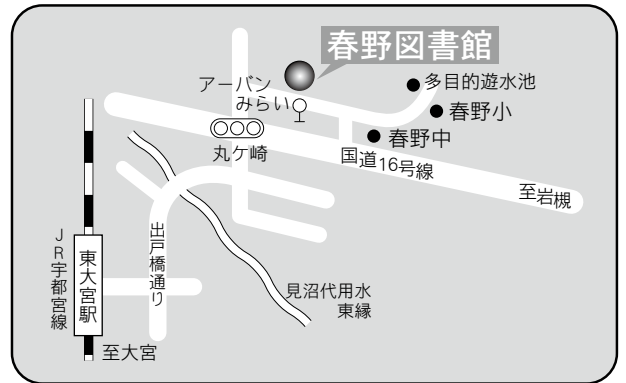 春野図書館
アーバン
みらい
多目的遊水池
春野小
春野中
丸ケ崎
国道16号線
至岩槻
出戸橋通り
JR宇都宮線
東大宮駅
見沼代用水
東縁
至大宮